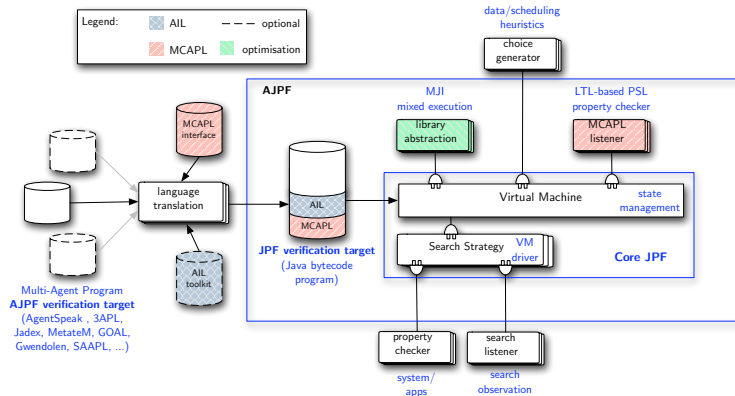 Legend:
AIL
optional
MCAPL
optimisation
data/scheduling
heuristics
choice
generator
AJPF
MJI
mixed execution
library
abstraction
LTL-based PSL
property checker
MCAPL
listener
MCAPL
interface
language
translation
AIL
MCAPL
Virtual Machine
state
management
Search Strategy
VM
driver
Core JPF
JPF verification target
(Java bytecode
program)
AIL
toolkit
Multi-Agent Program
AJPF verification target
(AgentSpeak , 3APL,
Jadex, MetateM, GOAL,
Gwendolen, SAAPL, ...)
property
checker
system/
apps
search
listener
search
observation